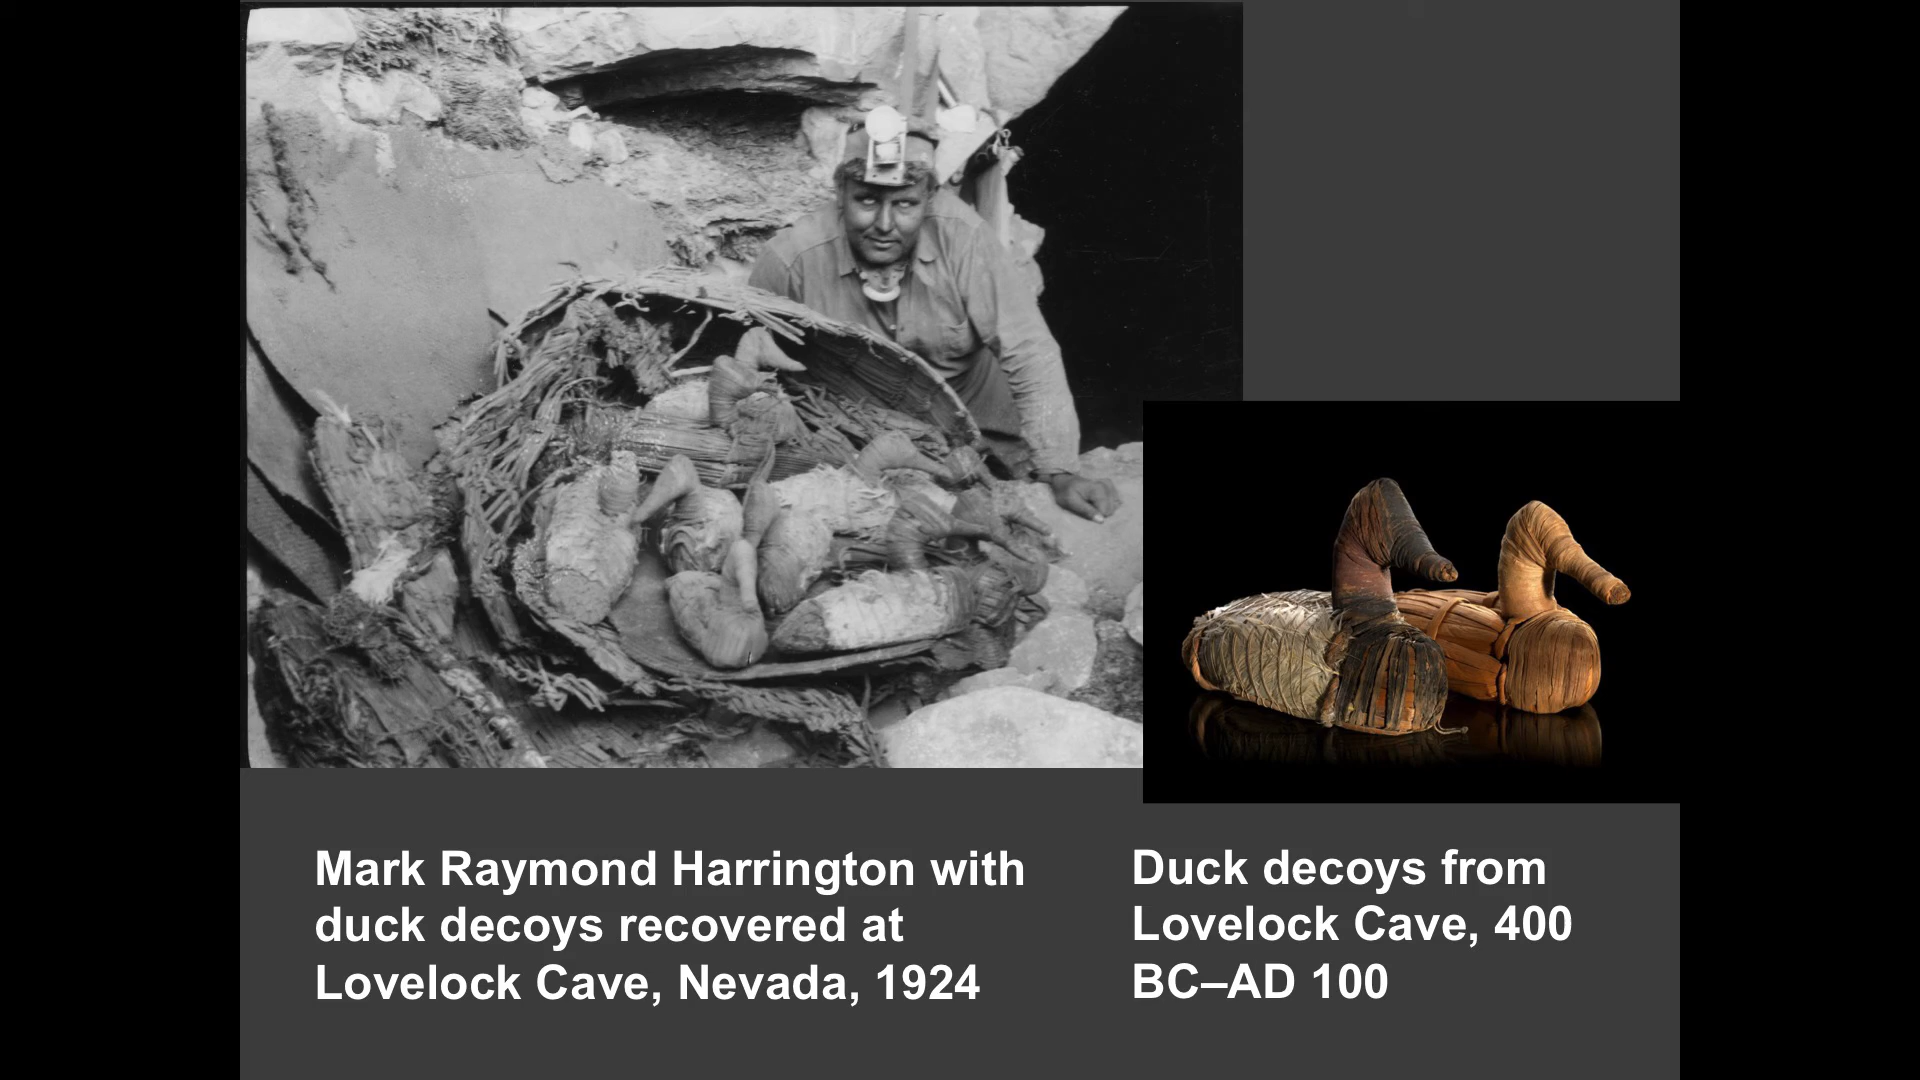 Mark Raymond Harrington with
duck decoys recovered at
Lovelock Cave, Nevada, 1924
Duck decoys from
Lovelock Cave, 400
BC–AD 100